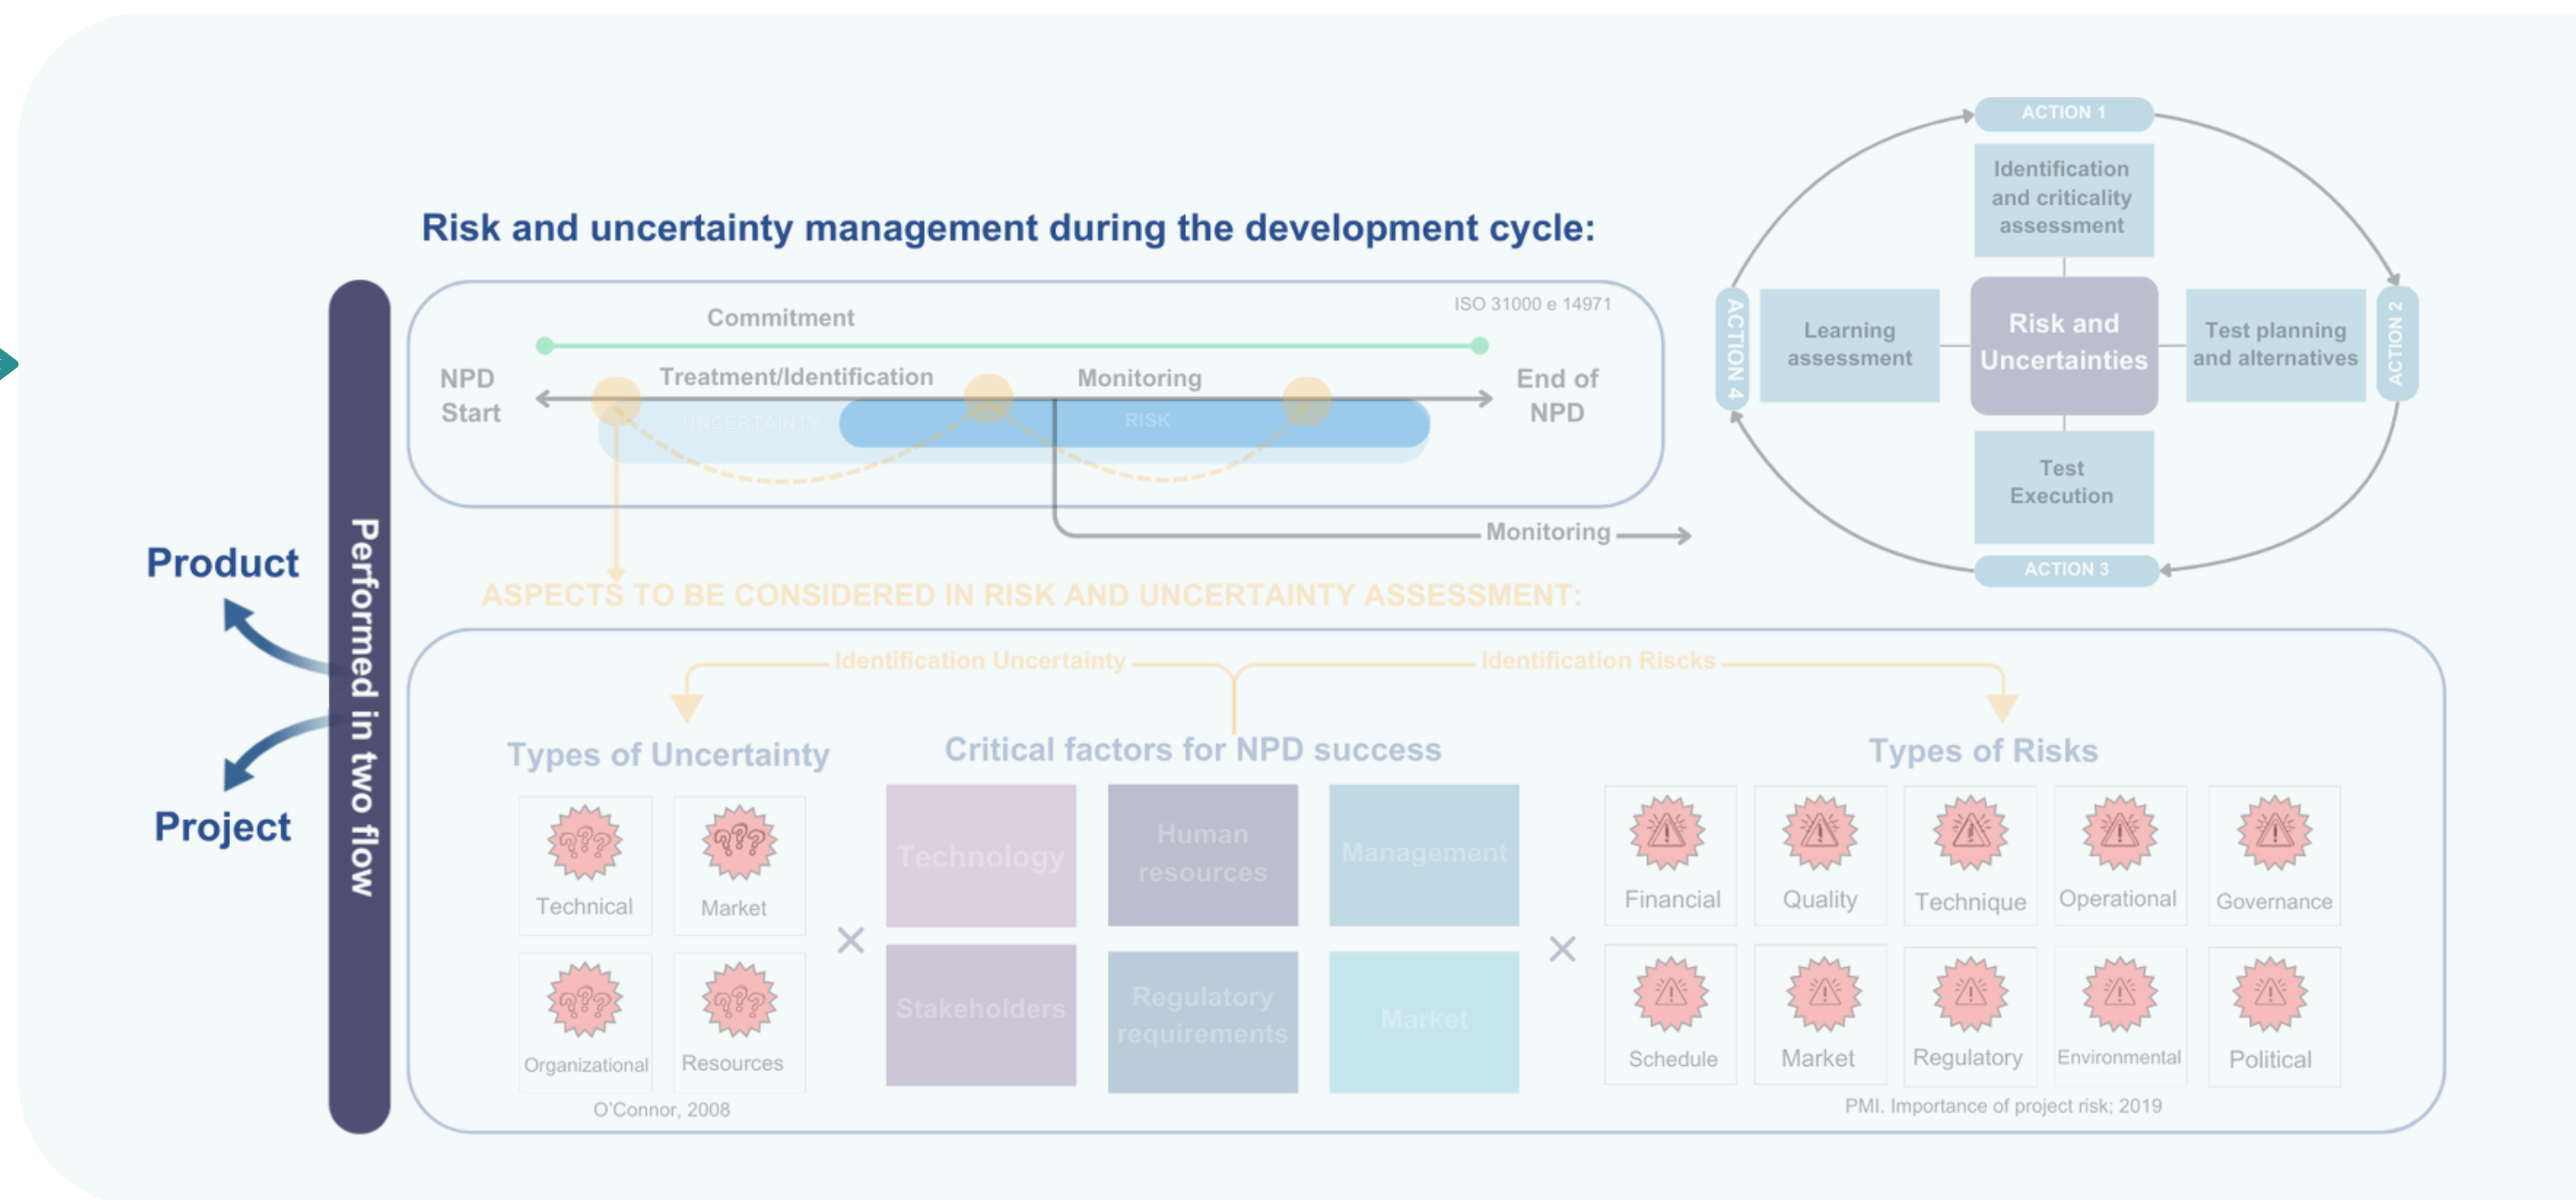 Risk and uncertainty management during the development cycle:
ISO 31000 e 14971
Commitment
NPD
Start
Treatment/Identification
Monitoring
End of
NPD
UNCERTAINTY
RISK
Monitoring
ACTION 1
Identification
and criticality
assessment
ACTION 4
Learning
assessment
Risk and
Uncertainties
Test planning
and alternatives
ACTION 2
Test
Execution
ACTION 3
Product
Performed in two flow
Project
ASPECTS TO BE CONSIDERED IN RISK AND UNCERTAINTY ASSESSMENT:
Identification Uncertainty
Identification Riscks
Types of Uncertainty
Technical
Market
Organizational
Resources
O'Connor, 2008
Critical factors for NPD success
Technology
Human
resources
Management
Stakeholders
Regulatory
requirements
Market
Types of Risks
Financial
Quality
Technique
Operational
Governance
Schedule
Market
Regulatory
Environmental
Political
PMI. Importance of project risk; 2019